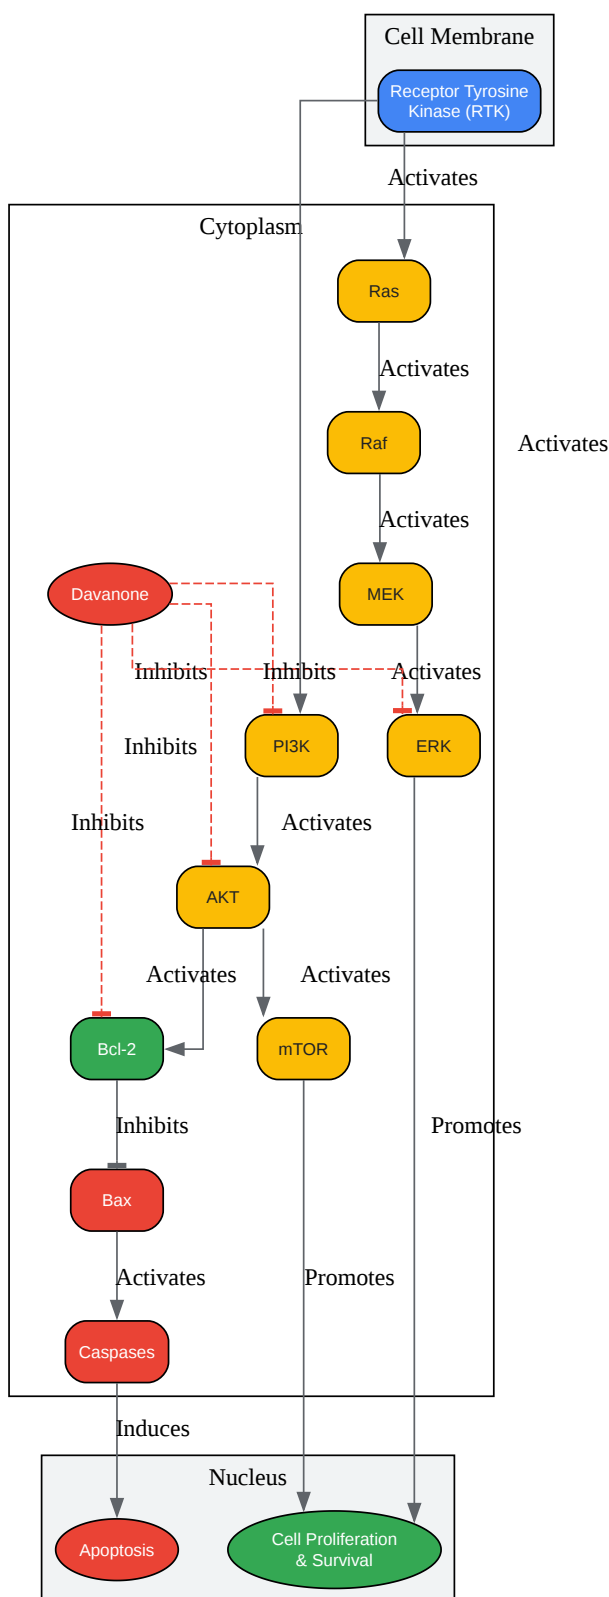 Cell Membrane
Receptor Tyrosine
Kinase (RTK)
Activates
Cytoplasm
Ras
Activates
Raf
Activates
Activates
Davanone
MEK
Inhibits
Inhibits
Activates
PI3K
ERK
Inhibits
Inhibits
Activates
AKT
Activates
Activates
Bcl-2
mTOR
Inhibits
Promotes
Bax
Activates
Promotes
Caspases
Induces
Nucleus
Apoptosis
Cell Proliferation
& Survival